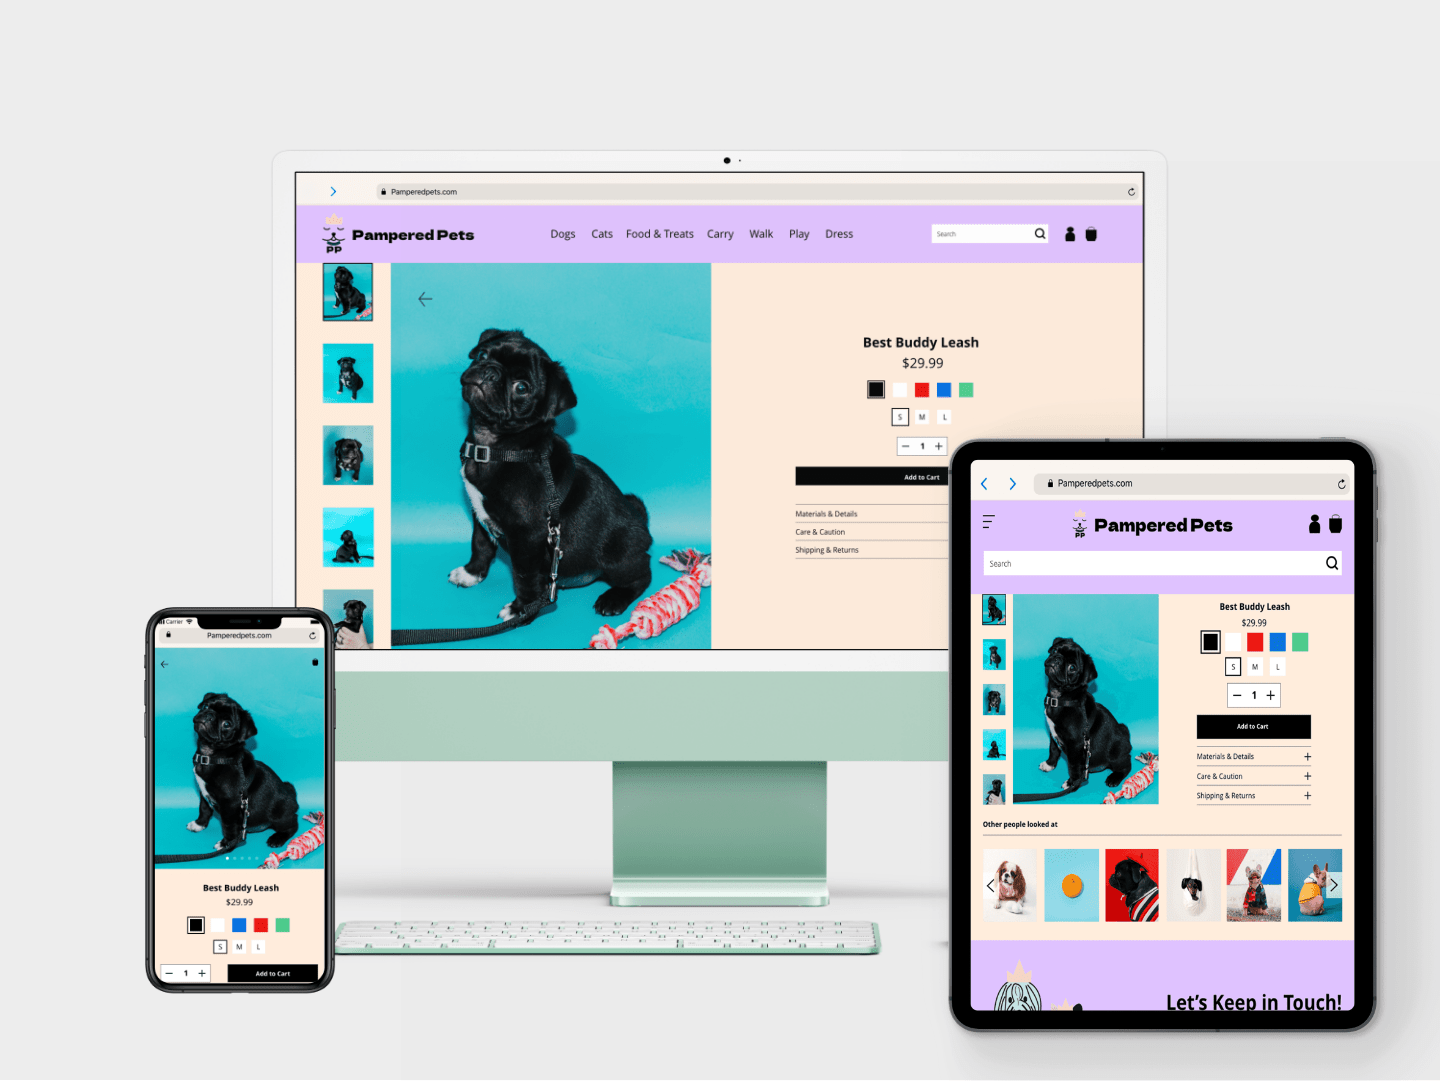 Pamperedpets.com
PP
Pampered Pets
Dogs Cats Food & Treats Carry Walk Play Dress
Search
Best Buddy Leash
$29.99
S M L
− 1 +
Add to Cart
Materials & Details
Care & Caution
Shipping & Returns
Carrier
Pamperedpets.com
Best Buddy Leash
$29.99
S M L
− 1 +
Add to Cart
Pamperedpets.com
PP
Pampered Pets
Search
Best Buddy Leash
$29.99
S M L
− 1 +
Add to Cart
Materials & Details +
Care & Caution +
Shipping & Returns +
Other people looked at
Let's Keep in Touch!